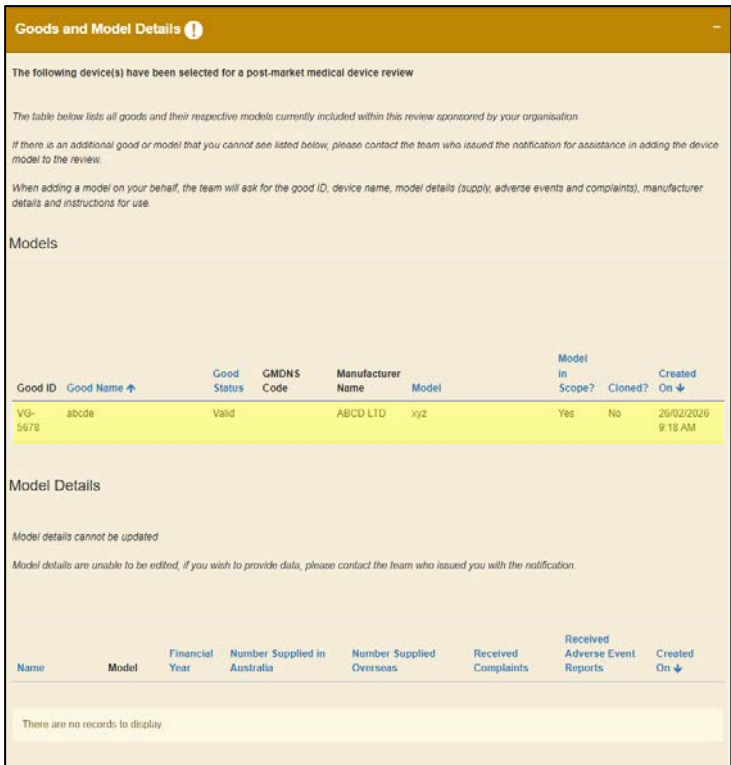 Goods and Model Details !
The following device(s) have been selected for a post-market medical device review
The table below lists all goods and their respective models currently included within this review sponsored by your organisation
If there is an additional good or model that you cannot see listed below, please contact the team who issued the notification for assistance in adding the device
model to the review.
When adding a model on your behalf, the team will ask for the good ID, device name, model details (supply, adverse events and complaints), manufacturer
details and instructions for use.
Models
Good ID Good Name ↑ Good Status GMDNS Code Manufacturer Name Model Model in Scope? Cloned? Created On ↓
VG-5678 abcde Valid ABCD LTD xyz Yes No 26/02/2026 9:18 AM
Model Details
Model details cannot be updated
Model details are unable to be edited, if you wish to provide data, please contact the team who issued you with the notification.
Name Model Financial Year Number Supplied in Australia Number Supplied Overseas Received Complaints Received Adverse Event Reports Created On ↓
There are no records to display.